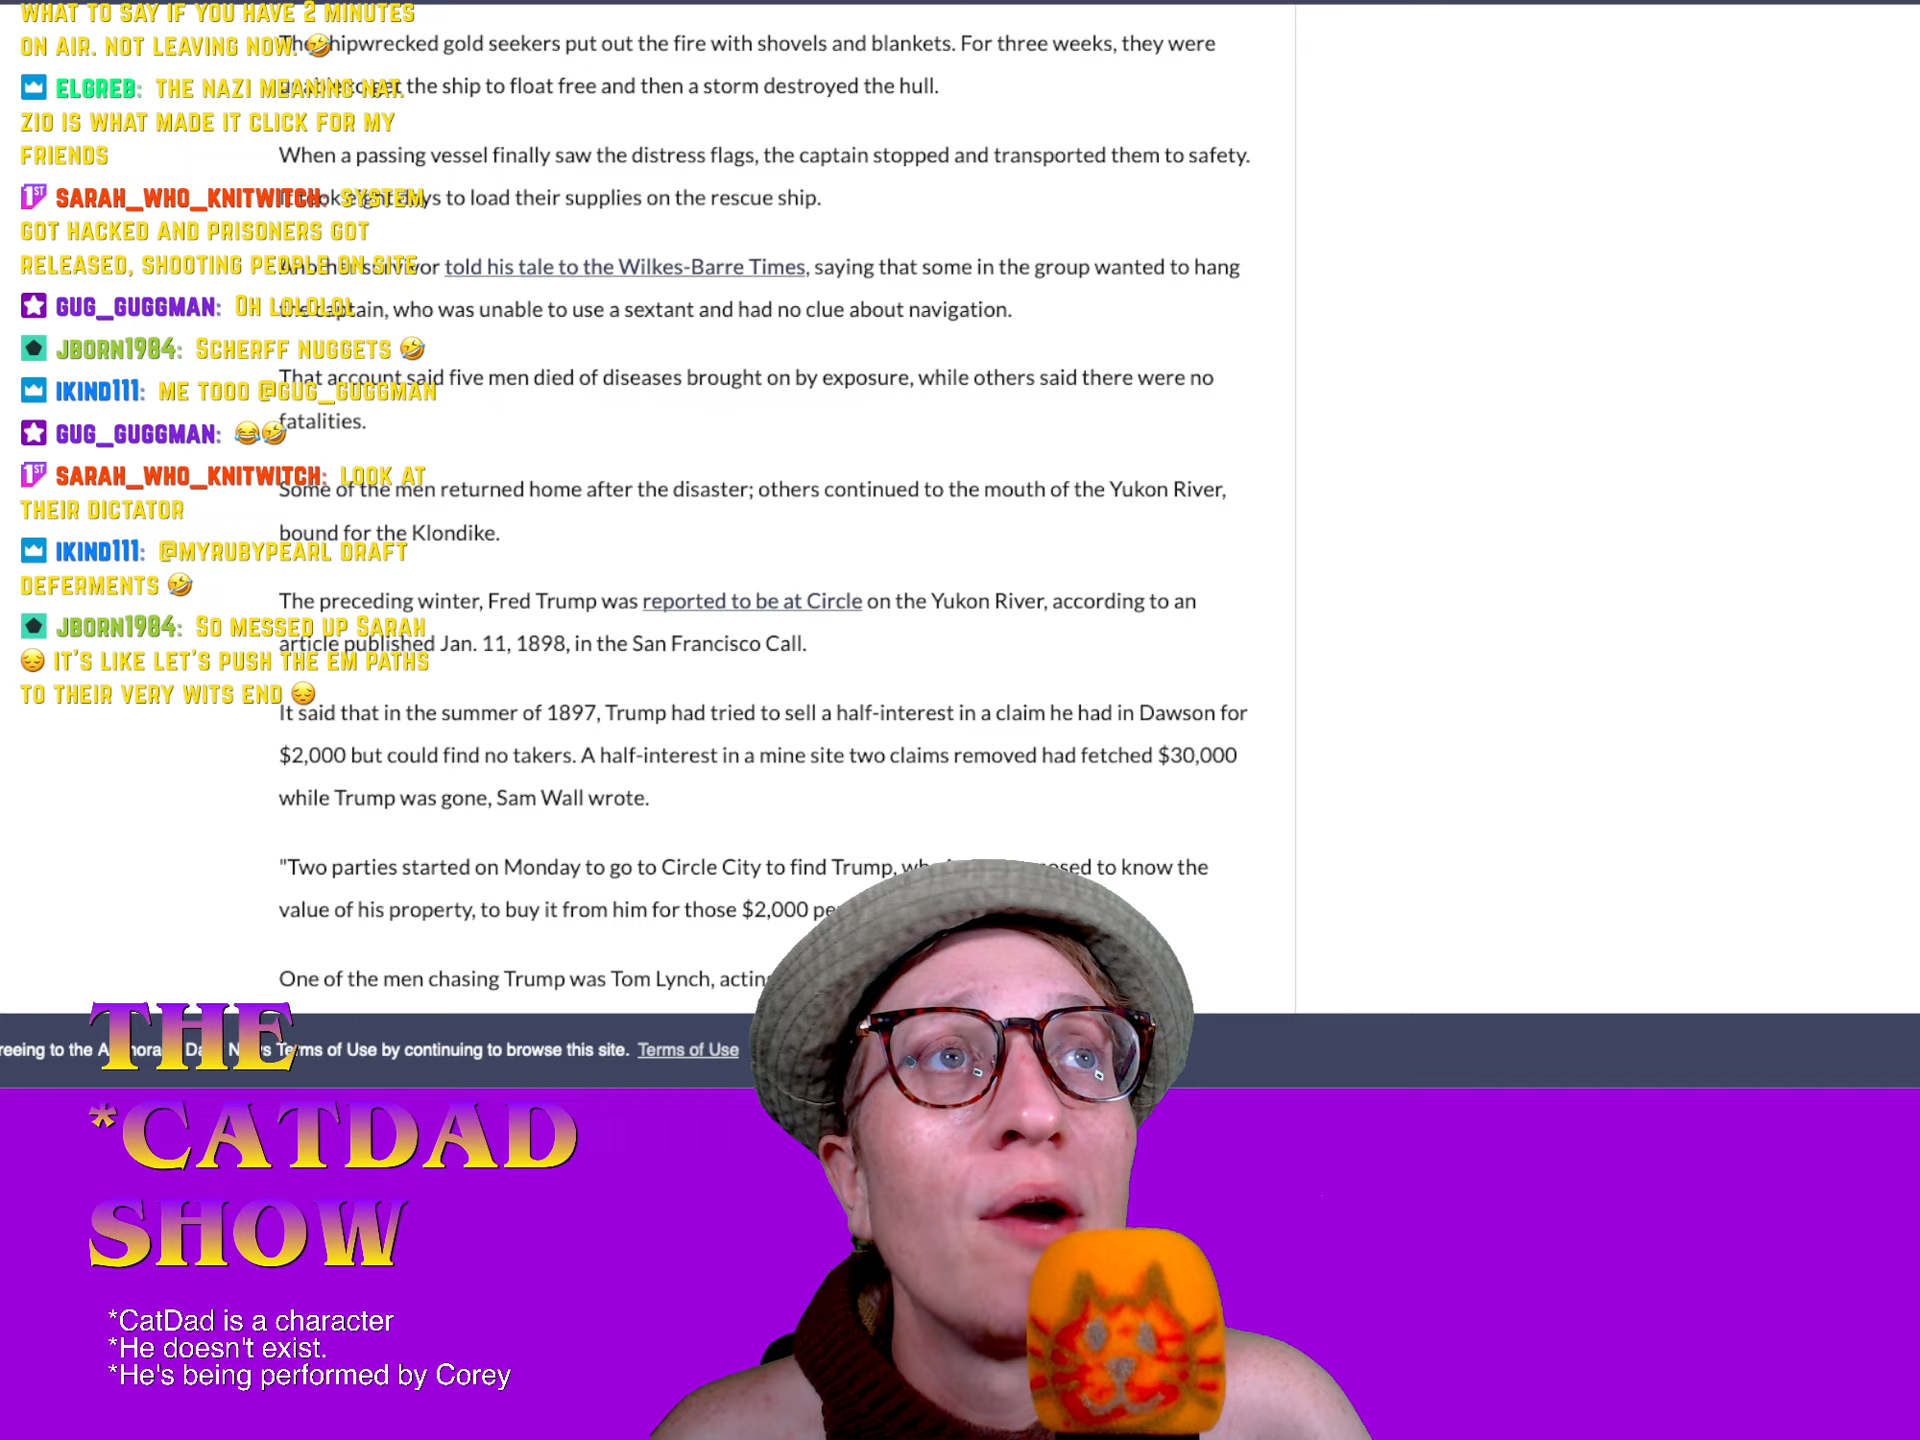 WHAT TO SAY IF YOU HAVE 2 MINUTES
ON AIR. NOT LEAVING NOW. 🤣
ELGREB: THE NAZI MEANING NAT.
ZIO IS WHAT MADE IT CLICK FOR MY
FRIENDS
SARAH_WHO_KNITWITCH: SYSTEM
GOT HACKED AND PRISONERS GOT
RELEASED, SHOOTING PEOPLE ON SITE
GUG_GUGGMAN: OH LOLOLOL
JBORN1984: SCHERFF NUGGETS 🤣
IKIND111: ME TOOO @GUG_GUGGMAN
GUG_GUGGMAN: 😂🤣
SARAH_WHO_KNITWITCH: LOOK AT
THEIR DICTATOR
IKIND111: @MYRUBYPEARL DRAFT
DEFERMENTS 🤣
JBORN1984: SO MESSED UP SARAH
😔 IT'S LIKE LET'S PUSH THE EM PATHS
TO THEIR VERY WITS END 😔
The shipwrecked gold seekers put out the fire with shovels and blankets. For three weeks, they were
get the ship to float free and then a storm destroyed the hull.
When a passing vessel finally saw the distress flags, the captain stopped and transported them to safety.
It took eight days to load their supplies on the rescue ship.
Another survivor told his tale to the Wilkes-Barre Times, saying that some in the group wanted to hang
the captain, who was unable to use a sextant and had no clue about navigation.
That account said five men died of diseases brought on by exposure, while others said there were no
fatalities.
Some of the men returned home after the disaster; others continued to the mouth of the Yukon River,
bound for the Klondike.
The preceding winter, Fred Trump was reported to be at Circle on the Yukon River, according to an
article published Jan. 11, 1898, in the San Francisco Call.
It said that in the summer of 1897, Trump had tried to sell a half-interest in a claim he had in Dawson for
$2,000 but could find no takers. A half-interest in a mine site two claims removed had fetched $30,000
while Trump was gone, Sam Wall wrote.
"Two parties started on Monday to go to Circle City to find Trump, to know the
value of his property, to buy it from him for those $2,000
One of the men chasing Trump was Tom Lynch,
reeing to the Terms of Use by continuing to browse this site. Terms of Use
THE
*CATDAD
SHOW
*CatDad is a character
*He doesn't exist.
*He's being performed by Corey